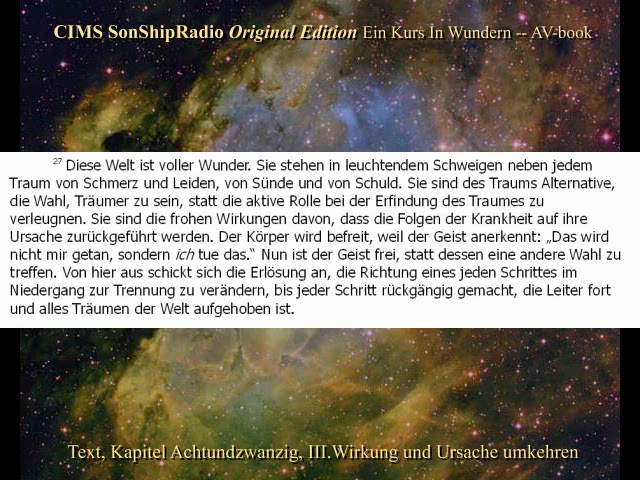 CIMS SonShipRadio Original Edition Ein Kurs In Wundern -- AV-book
27 Diese Welt ist voller Wunder. Sie stehen in leuchtendem Schweigen neben jedem
Traum von Schmerz und Leiden, von Sünde und von Schuld. Sie sind des Traums Alternative,
die Wahl, Träumer zu sein, statt die aktive Rolle bei der Erfindung des Traumes zu
verleugnen. Sie sind die frohen Wirkungen davon, dass die Folgen der Krankheit auf ihre
Ursache zurückgeführt werden. Der Körper wird befreit, weil der Geist anerkennt: „Das wird
nicht mir getan, sondern ich tue das.“ Nun ist der Geist frei, statt dessen eine andere Wahl zu
treffen. Von hier aus schickt sich die Erlösung an, die Richtung eines jeden Schrittes im
Niedergang zur Trennung zu verändern, bis jeder Schritt rückgängig gemacht, die Leiter fort
und alles Träumen der Welt aufgehoben ist.
Text, Kapitel Achtundzwanzig, III.Wirkung und Ursache umkehren